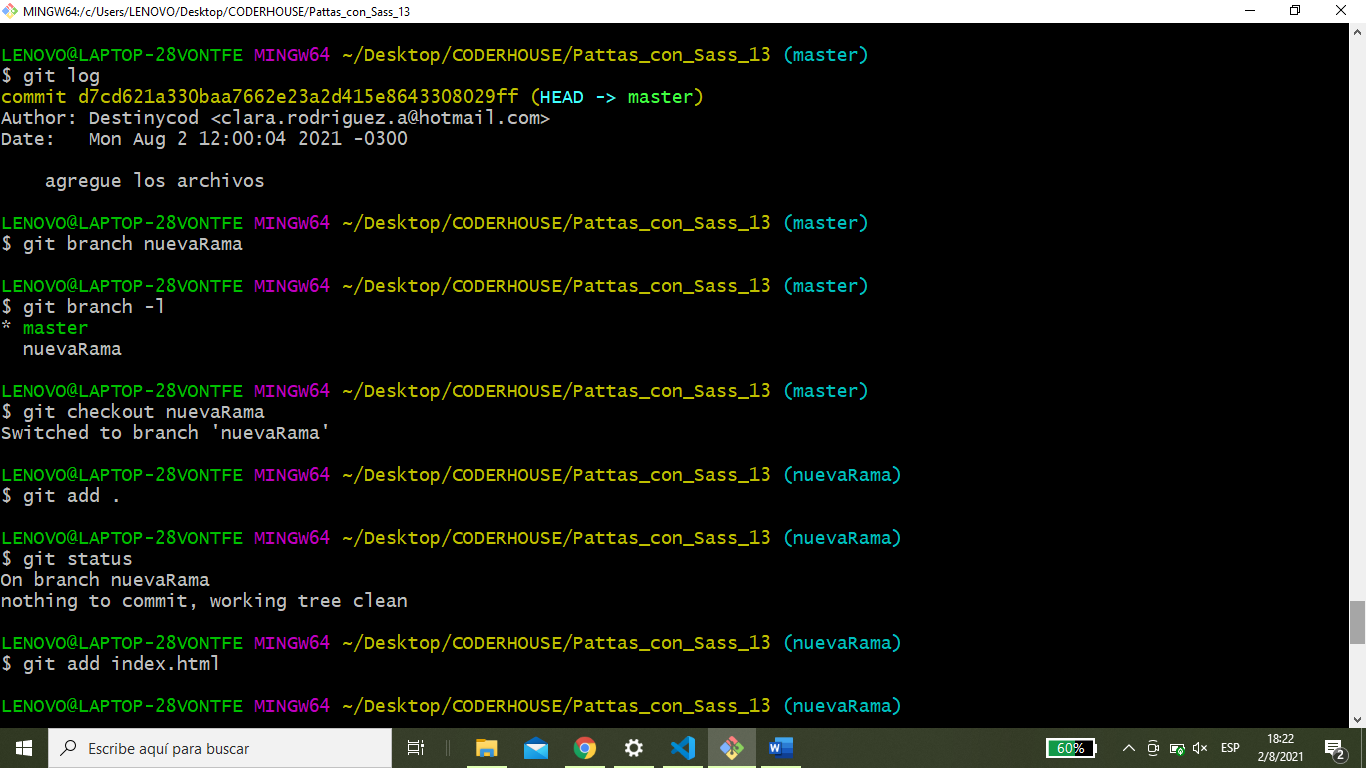 MINGW64:/c/Users/LENOVO/Desktop/CODERHOUSE/Pattas_con_Sass_13
LENOVO@LAPTOP-28VONTFE MINGW64 ~/Desktop/CODERHOUSE/Pattas_con_Sass_13 (master)
$ git log
commit d7cd621a330baa7662e23a2d415e8643308029ff (HEAD -> master)
Author: Destinycod <clara.rodriguez.a@hotmail.com>
Date:   Mon Aug 2 12:00:04 2021 -0300
    agregue los archivos
LENOVO@LAPTOP-28VONTFE MINGW64 ~/Desktop/CODERHOUSE/Pattas_con_Sass_13 (master)
$ git branch nuevaRama
LENOVO@LAPTOP-28VONTFE MINGW64 ~/Desktop/CODERHOUSE/Pattas_con_Sass_13 (master)
$ git branch -l
* master
  nuevaRama
LENOVO@LAPTOP-28VONTFE MINGW64 ~/Desktop/CODERHOUSE/Pattas_con_Sass_13 (master)
$ git checkout nuevaRama
Switched to branch 'nuevaRama'
LENOVO@LAPTOP-28VONTFE MINGW64 ~/Desktop/CODERHOUSE/Pattas_con_Sass_13 (nuevaRama)
$ git add .
LENOVO@LAPTOP-28VONTFE MINGW64 ~/Desktop/CODERHOUSE/Pattas_con_Sass_13 (nuevaRama)
$ git status
On branch nuevaRama
nothing to commit, working tree clean
LENOVO@LAPTOP-28VONTFE MINGW64 ~/Desktop/CODERHOUSE/Pattas_con_Sass_13 (nuevaRama)
$ git add index.html
LENOVO@LAPTOP-28VONTFE MINGW64 ~/Desktop/CODERHOUSE/Pattas_con_Sass_13 (nuevaRama)
Escribe aquí para buscar
60%
ESP
18:22
2/8/2021
2